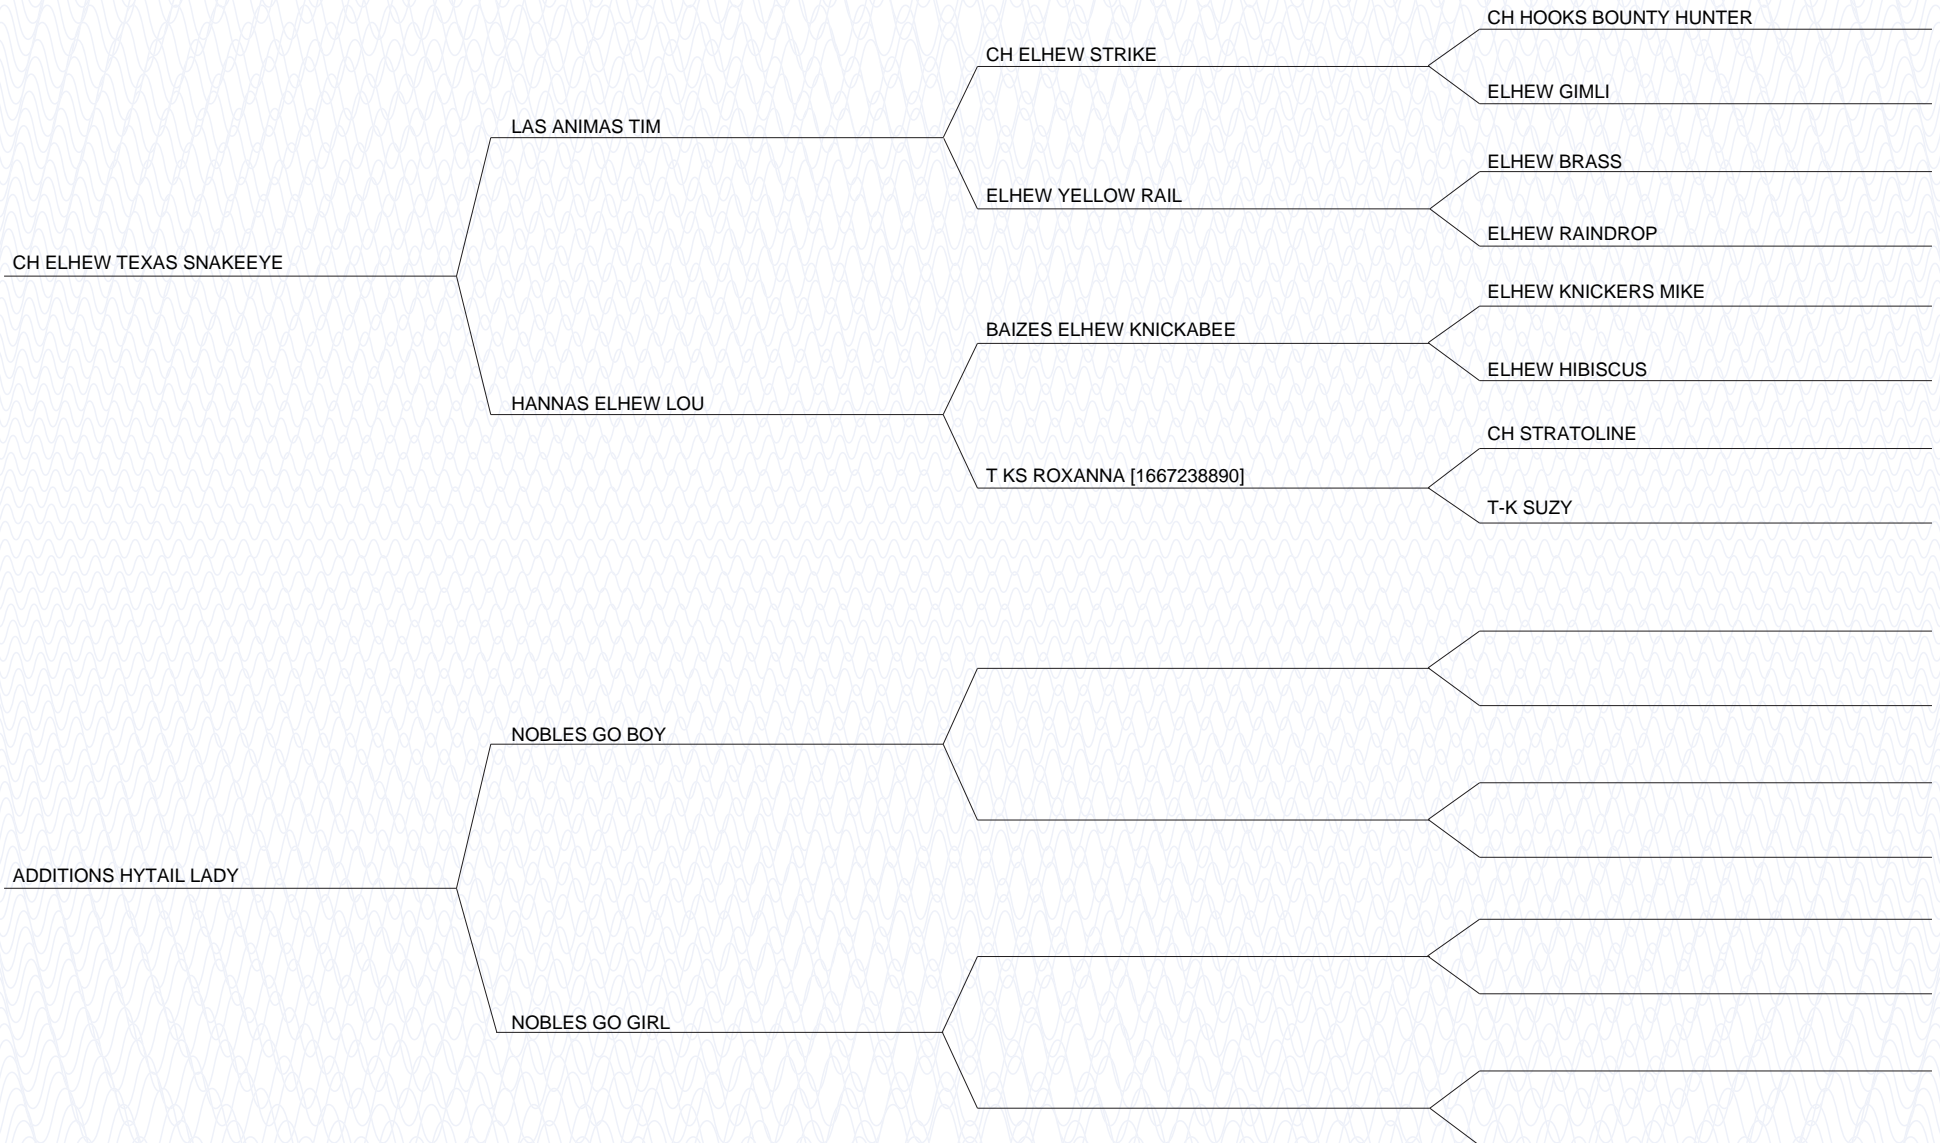 CH HOOKS BOUNTY HUNTER
CH ELHEW STRIKE
ELHEW GIMLI
LAS ANIMAS TIM
ELHEW BRASS
ELHEW YELLOW RAIL
ELHEW RAINDROP
CH ELHEW TEXAS SNAKEEYE
ELHEW KNICKERS MIKE
BAIZES ELHEW KNICKABEE
ELHEW HIBISCUS
HANNAS ELHEW LOU
CH STRATOLINE
T KS ROXANNA [1667238890]
T-K SUZY
NOBLES GO BOY
ADDITIONS HYTAIL LADY
NOBLES GO GIRL